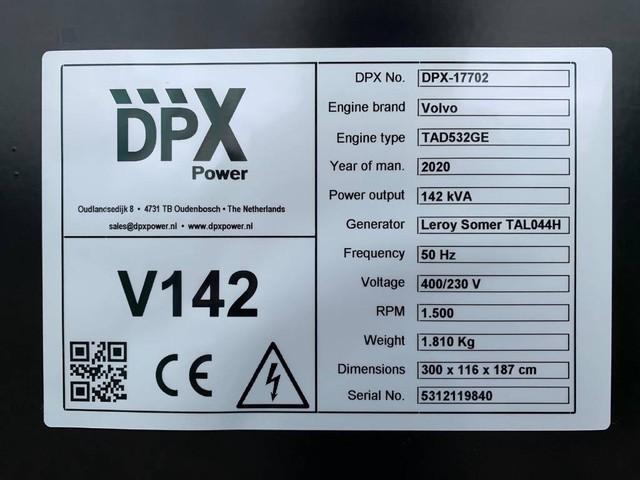 DPX
Power
Oudlandsedijk 8 • 4731 TB Oudenbosch • The Netherlands
sales@dpxpower.nl • www.dpxpower.nl
V142
CE
DPX No. DPX-17702
Engine brand Volvo
Engine type TAD532GE
Year of man. 2020
Power output 142 kVA
Generator Leroy Somer TAL044H
Frequency 50 Hz
Voltage 400/230 V
RPM 1.500
Weight 1.810 Kg
Dimensions 300 x 116 x 187 cm
Serial No. 5312119840